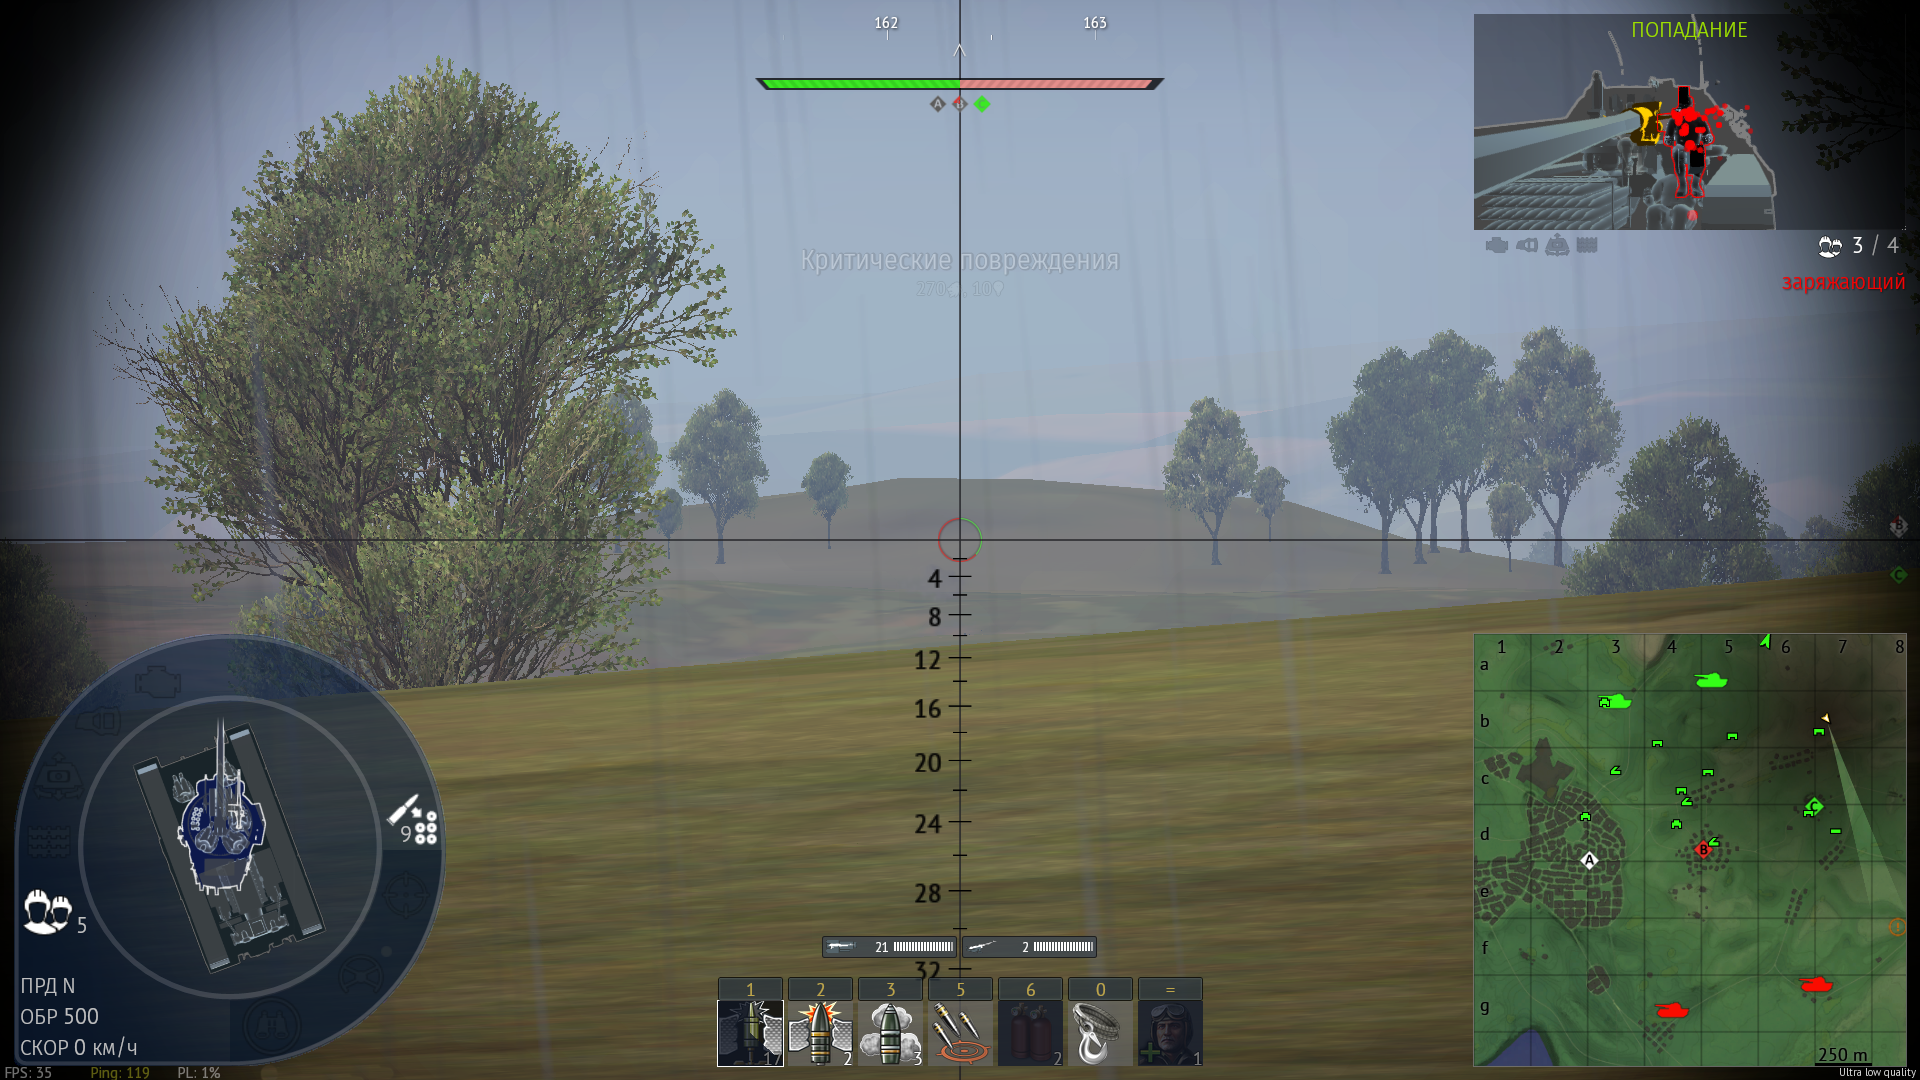 162 163
ПОПАДАНИЕ
A B C
3 / 4
Критические повреждения
270, 10
заряжающий
B
C
4
8
12
16
20
24
28
32
1 2 3 4 5 6 7 8
a
b
c
d
e
f
g
C
B
A
250 m
9
5
21
2
ПРД N
ОБР 500
СКОР 0 км/ч
1 2 3 5 6 0 =
17 2 3 2 1
FPS: 35 Ping: 119 PL: 1%
Ultra low quality